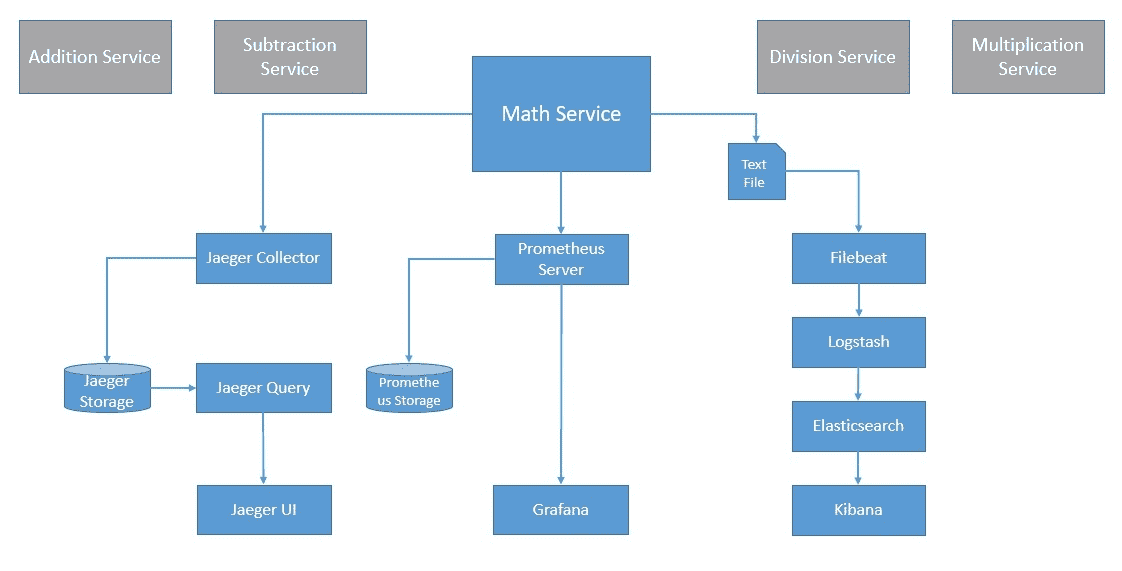 Addition Service
Subtraction
Service
Math Service
Division Service
Multiplication
Service
Text
File
Jaeger Collector
Prometheus
Server
Filebeat
Logstash
Jaeger
Storage
Jaeger Query
Promethe
us Storage
Elasticsearch
Jaeger UI
Grafana
Kibana